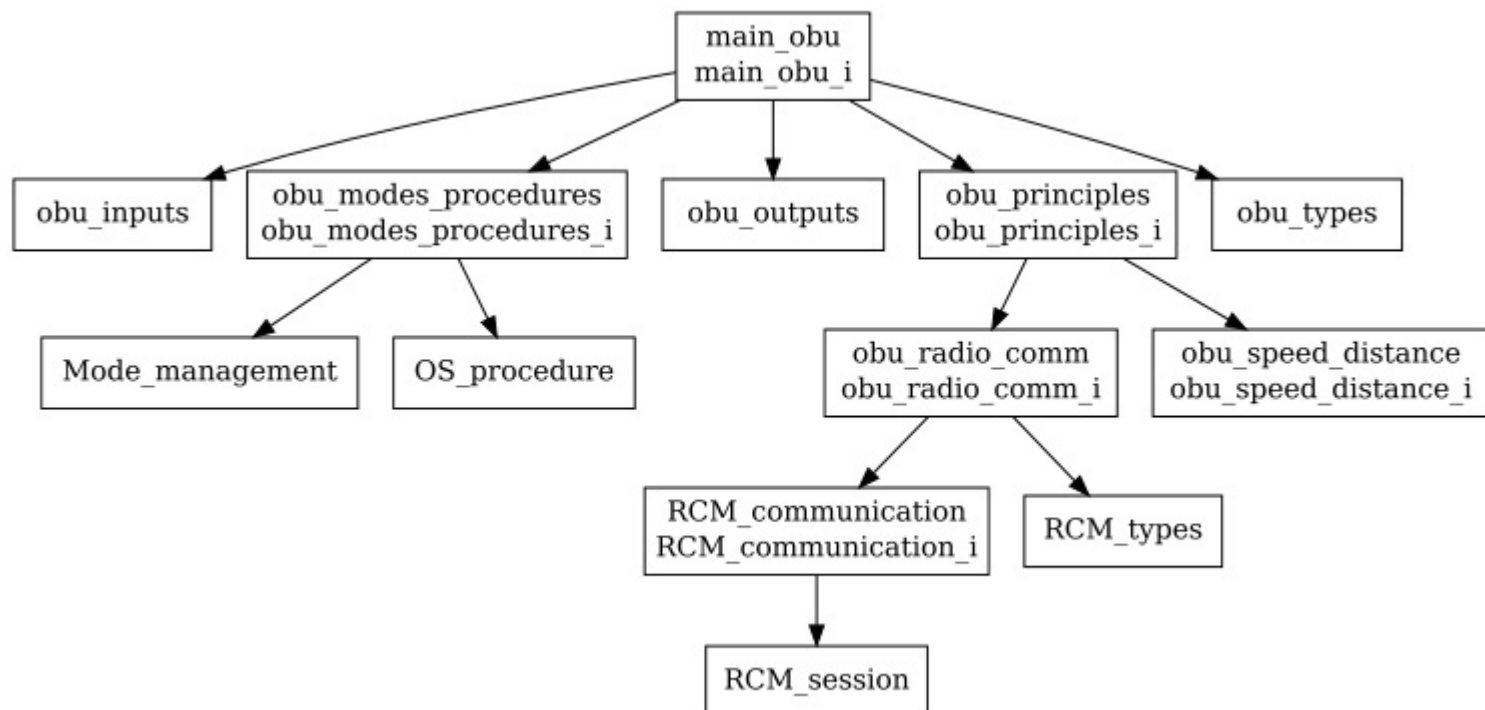 main_obu
main_obu_i
obu_inputs
obu_modes_procedures
obu_modes_procedures_i
obu_outputs
obu_principles
obu_principles_i
obu_types
Mode_management
OS_procedure
obu_radio_comm
obu_radio_comm_i
obu_speed_distance
obu_speed_distance_i
RCM_communication
RCM_communication_i
RCM_types
RCM_session